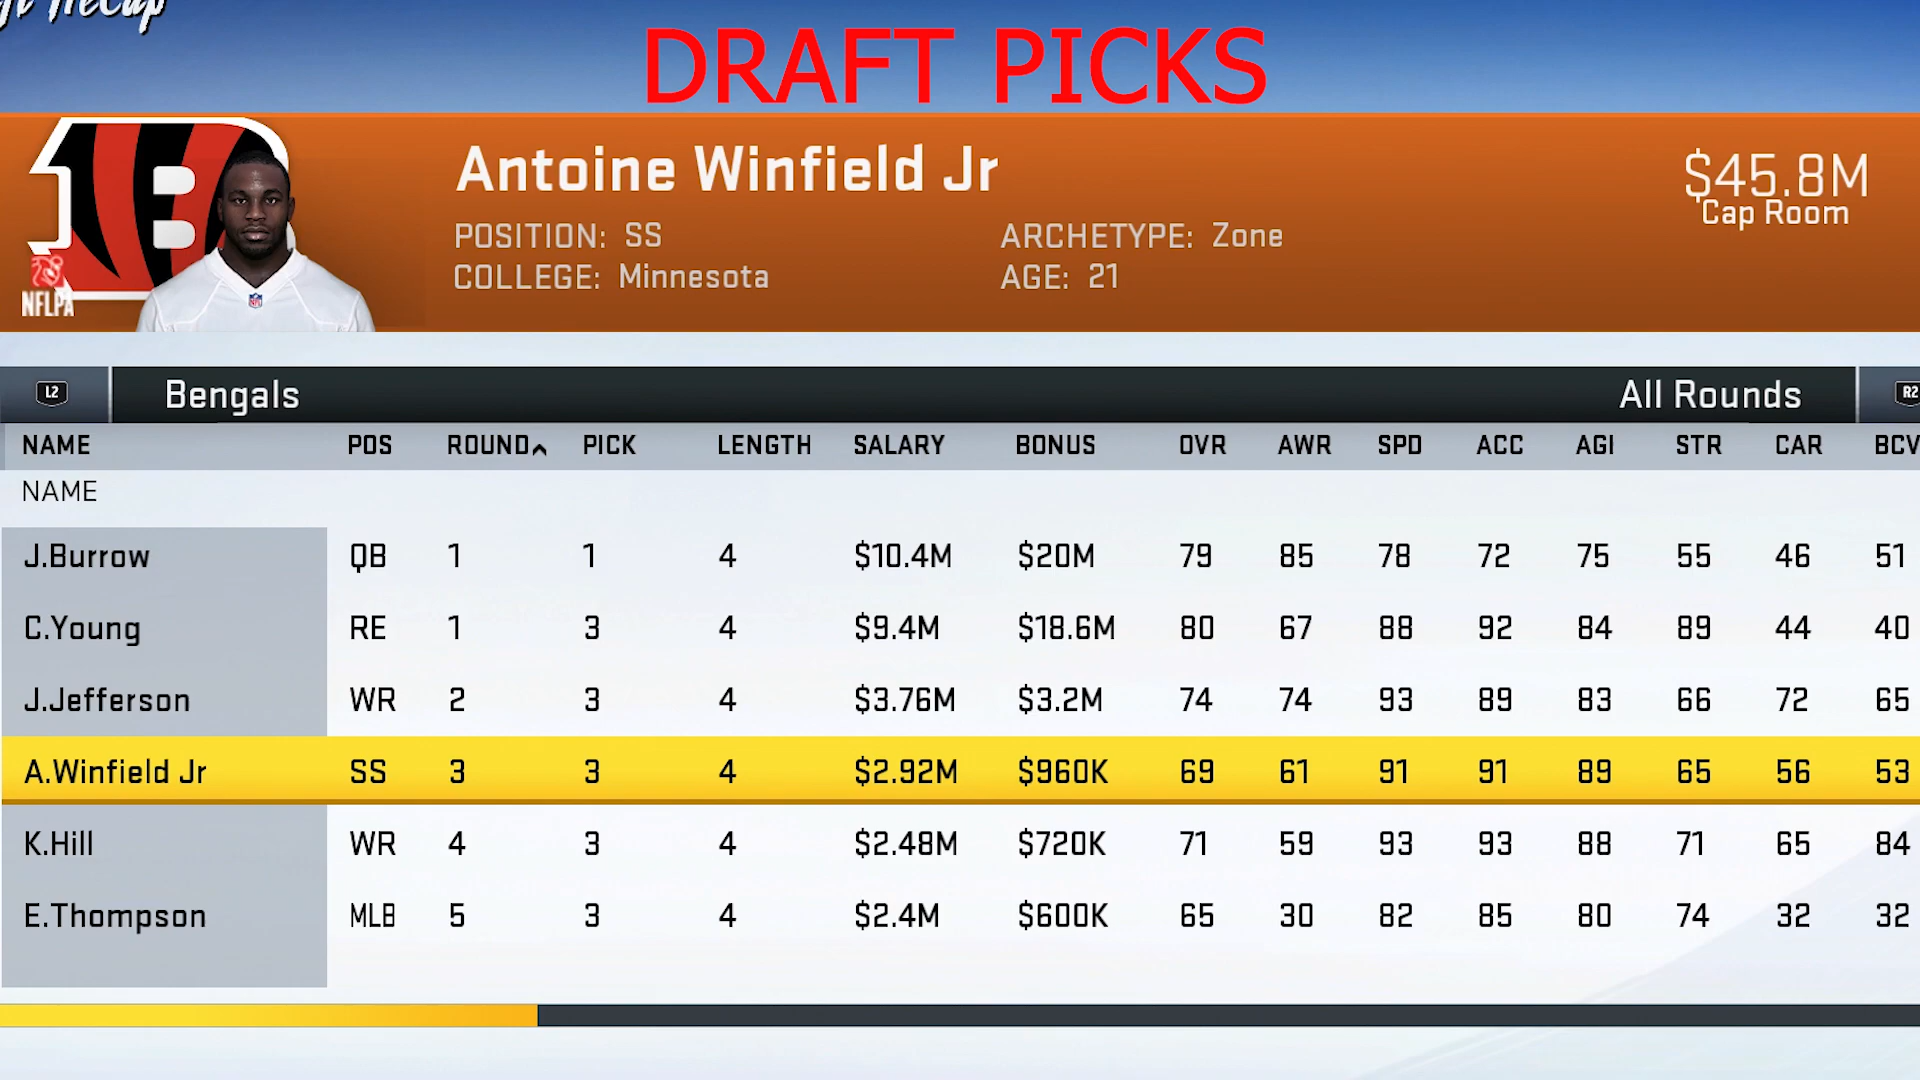 DRAFT PICKS
Antoine Winfield Jr
$45.8M
Cap Room
POSITION: SS ARCHETYPE: Zone
COLLEGE: Minnesota AGE: 21
NFLPA
L2 Bengals All Rounds R2
NAME POS ROUND PICK LENGTH SALARY BONUS OVR AWR SPD ACC AGI STR CAR BCV
NAME
J.Burrow QB 1 1 4 $10.4M $20M 79 85 78 72 75 55 46 51
C.Young RE 1 3 4 $9.4M $18.6M 80 67 88 92 84 89 44 40
J.Jefferson WR 2 3 4 $3.76M $3.2M 74 74 93 89 83 66 72 65
A.Winfield Jr SS 3 3 4 $2.92M $960K 69 61 91 91 89 65 56 53
K.Hill WR 4 3 4 $2.48M $720K 71 59 93 93 88 71 65 84
E.Thompson MLB 5 3 4 $2.4M $600K 65 30 82 85 80 74 32 32